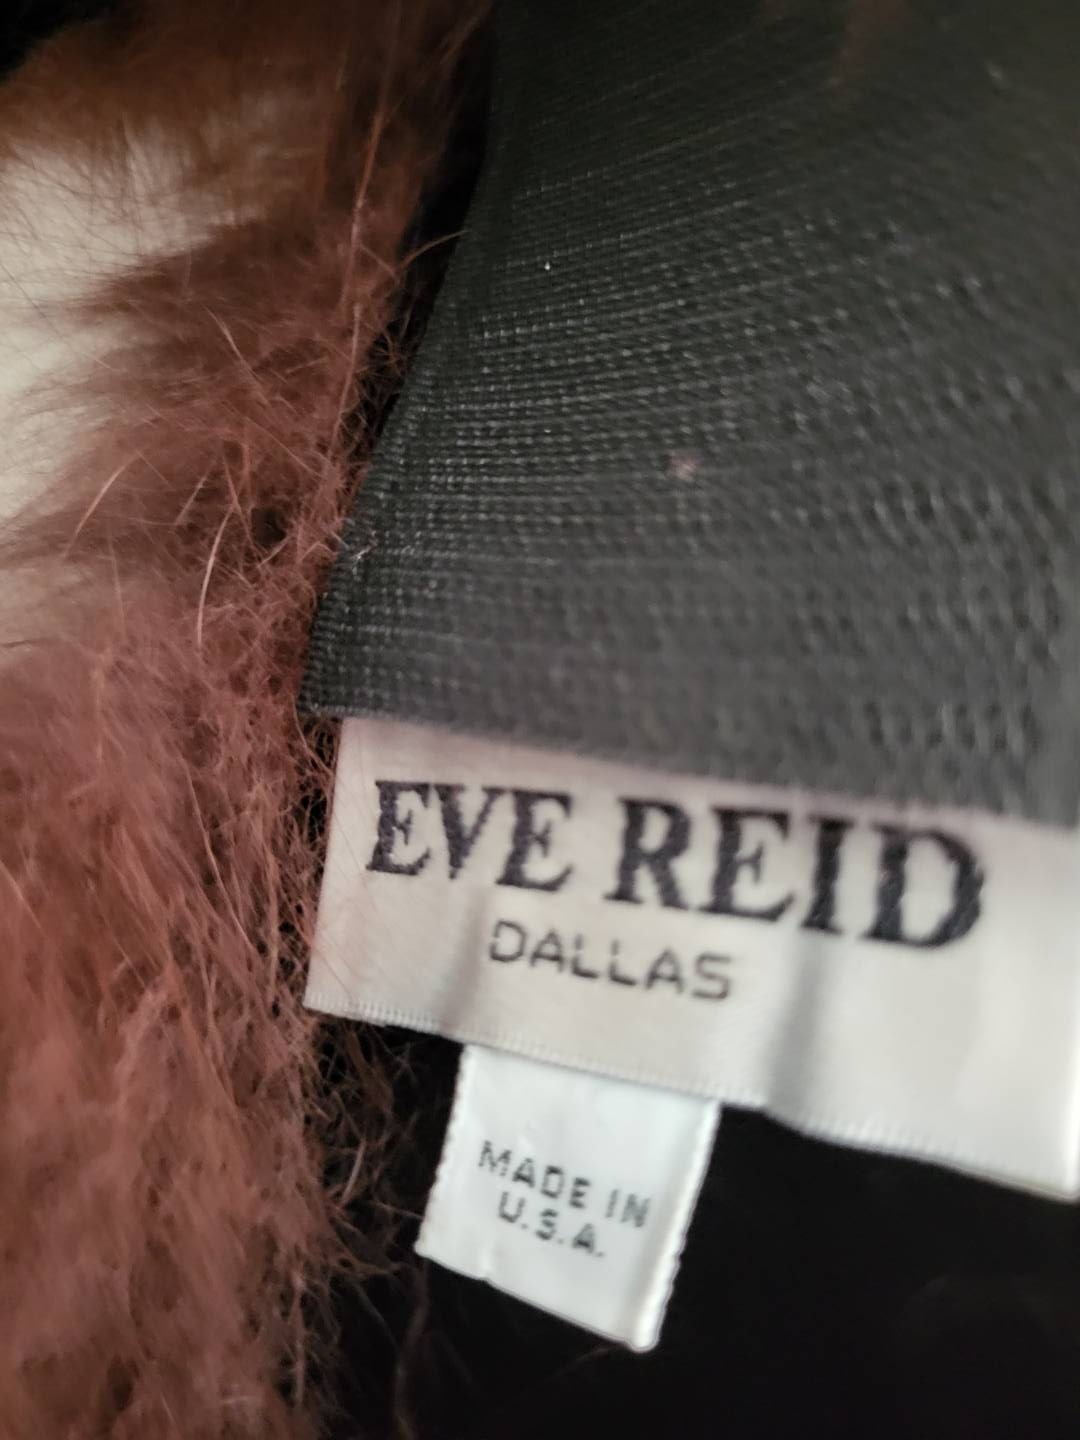 EVE REID
DALLAS
MADE IN
U.S.A.